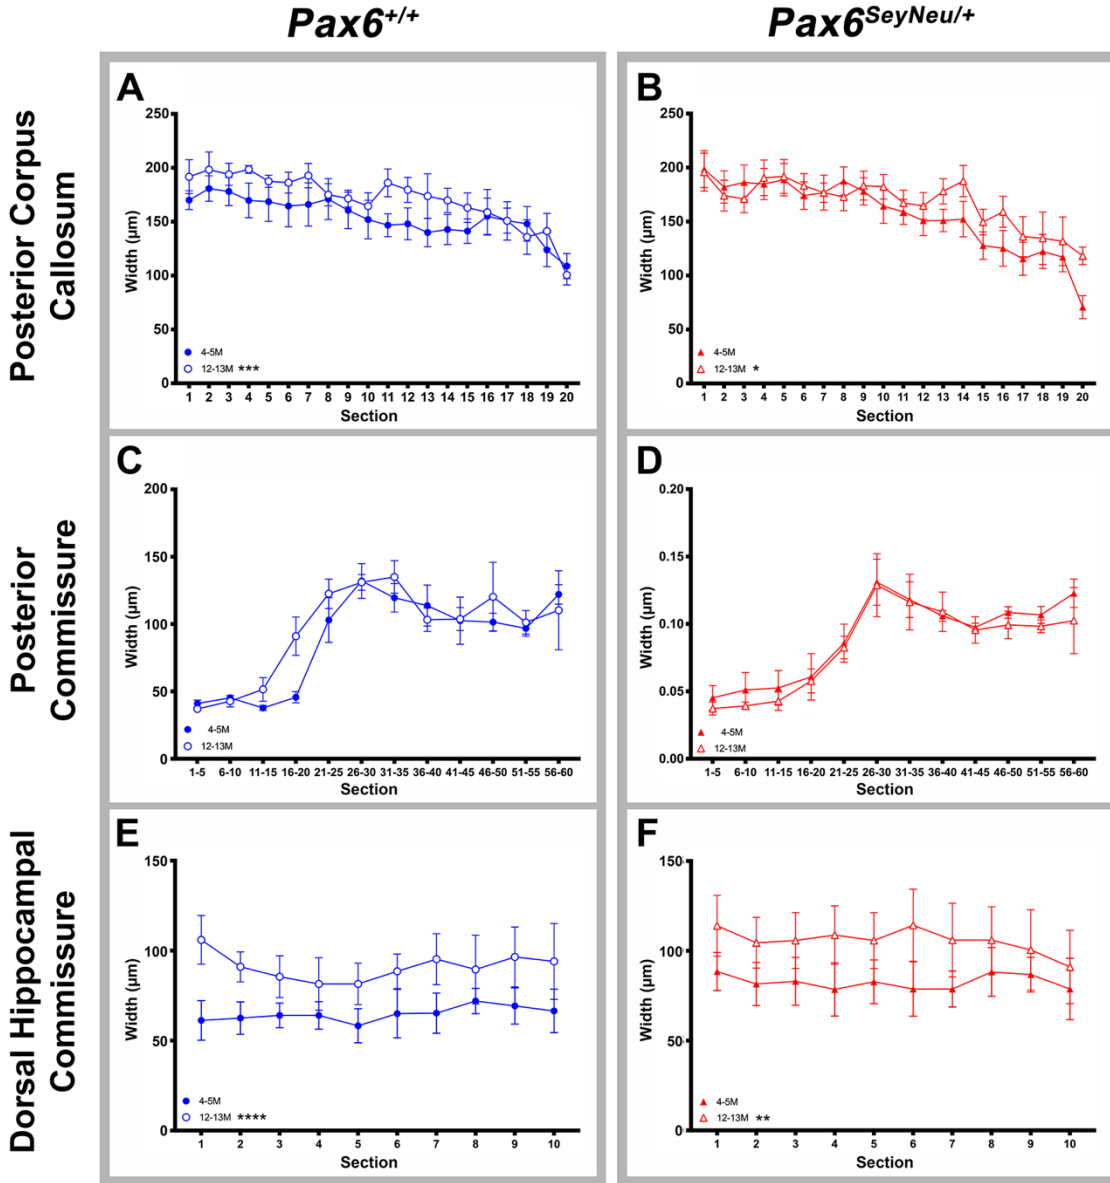 Pax6+/+
Pax6SeyNeu/+
Posterior Corpus
Callosum
A
250
200
150
100
50
0
Width (µm)
4-5M
12-13M ***
1 2 3 4 5 6 7 8 9 10 11 12 13 14 15 16 17 18 19 20
Section
B
250
200
150
100
50
0
Width (µm)
4-5M
12-13M *
1 2 3 4 5 6 7 8 9 10 11 12 13 14 15 16 17 18 19 20
Section
Posterior
Commissure
C
200
150
100
50
0
Width (µm)
4-5M
12-13M
1-5 6-10 11-15 16-20 21-25 26-30 31-35 36-40 41-45 46-50 51-55 56-60
Section
D
0.20
0.15
0.10
0.05
0.00
Width (µm)
4-5M
12-13M
1-5 6-10 11-15 16-20 21-25 26-30 31-35 36-40 41-45 46-50 51-55 56-60
Section
Dorsal Hippocampal
Commissure
E
150
100
50
0
Width (µm)
4-5M
12-13M ****
1 2 3 4 5 6 7 8 9 10
Section
F
150
100
50
0
Width (µm)
4-5M
12-13M **
1 2 3 4 5 6 7 8 9 10
Section